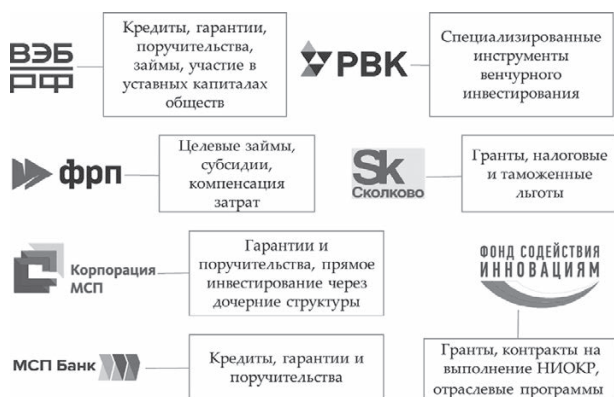 ВЭБ
РФ
Кредиты, гарантии,
поручительства,
займы, участие в
уставных капиталах
обществ
РВК
Специализированные
инструменты
венчурного
инвестирования
фрп
Целевые займы,
субсидии,
компенсация
затрат
Sk
Сколково
Гранты, налоговые
и таможенные
льготы
Корпорация
МСП
Гарантии и
поручительства, прямое
инвестирование через
дочерние структуры
ФОНД СОДЕЙСТВИЯ
ИННОВАЦИЯМ
Гранты, контракты на
выполнение НИОКР,
отраслевые программы
МСП Банк
Кредиты, гарантии и
поручительства